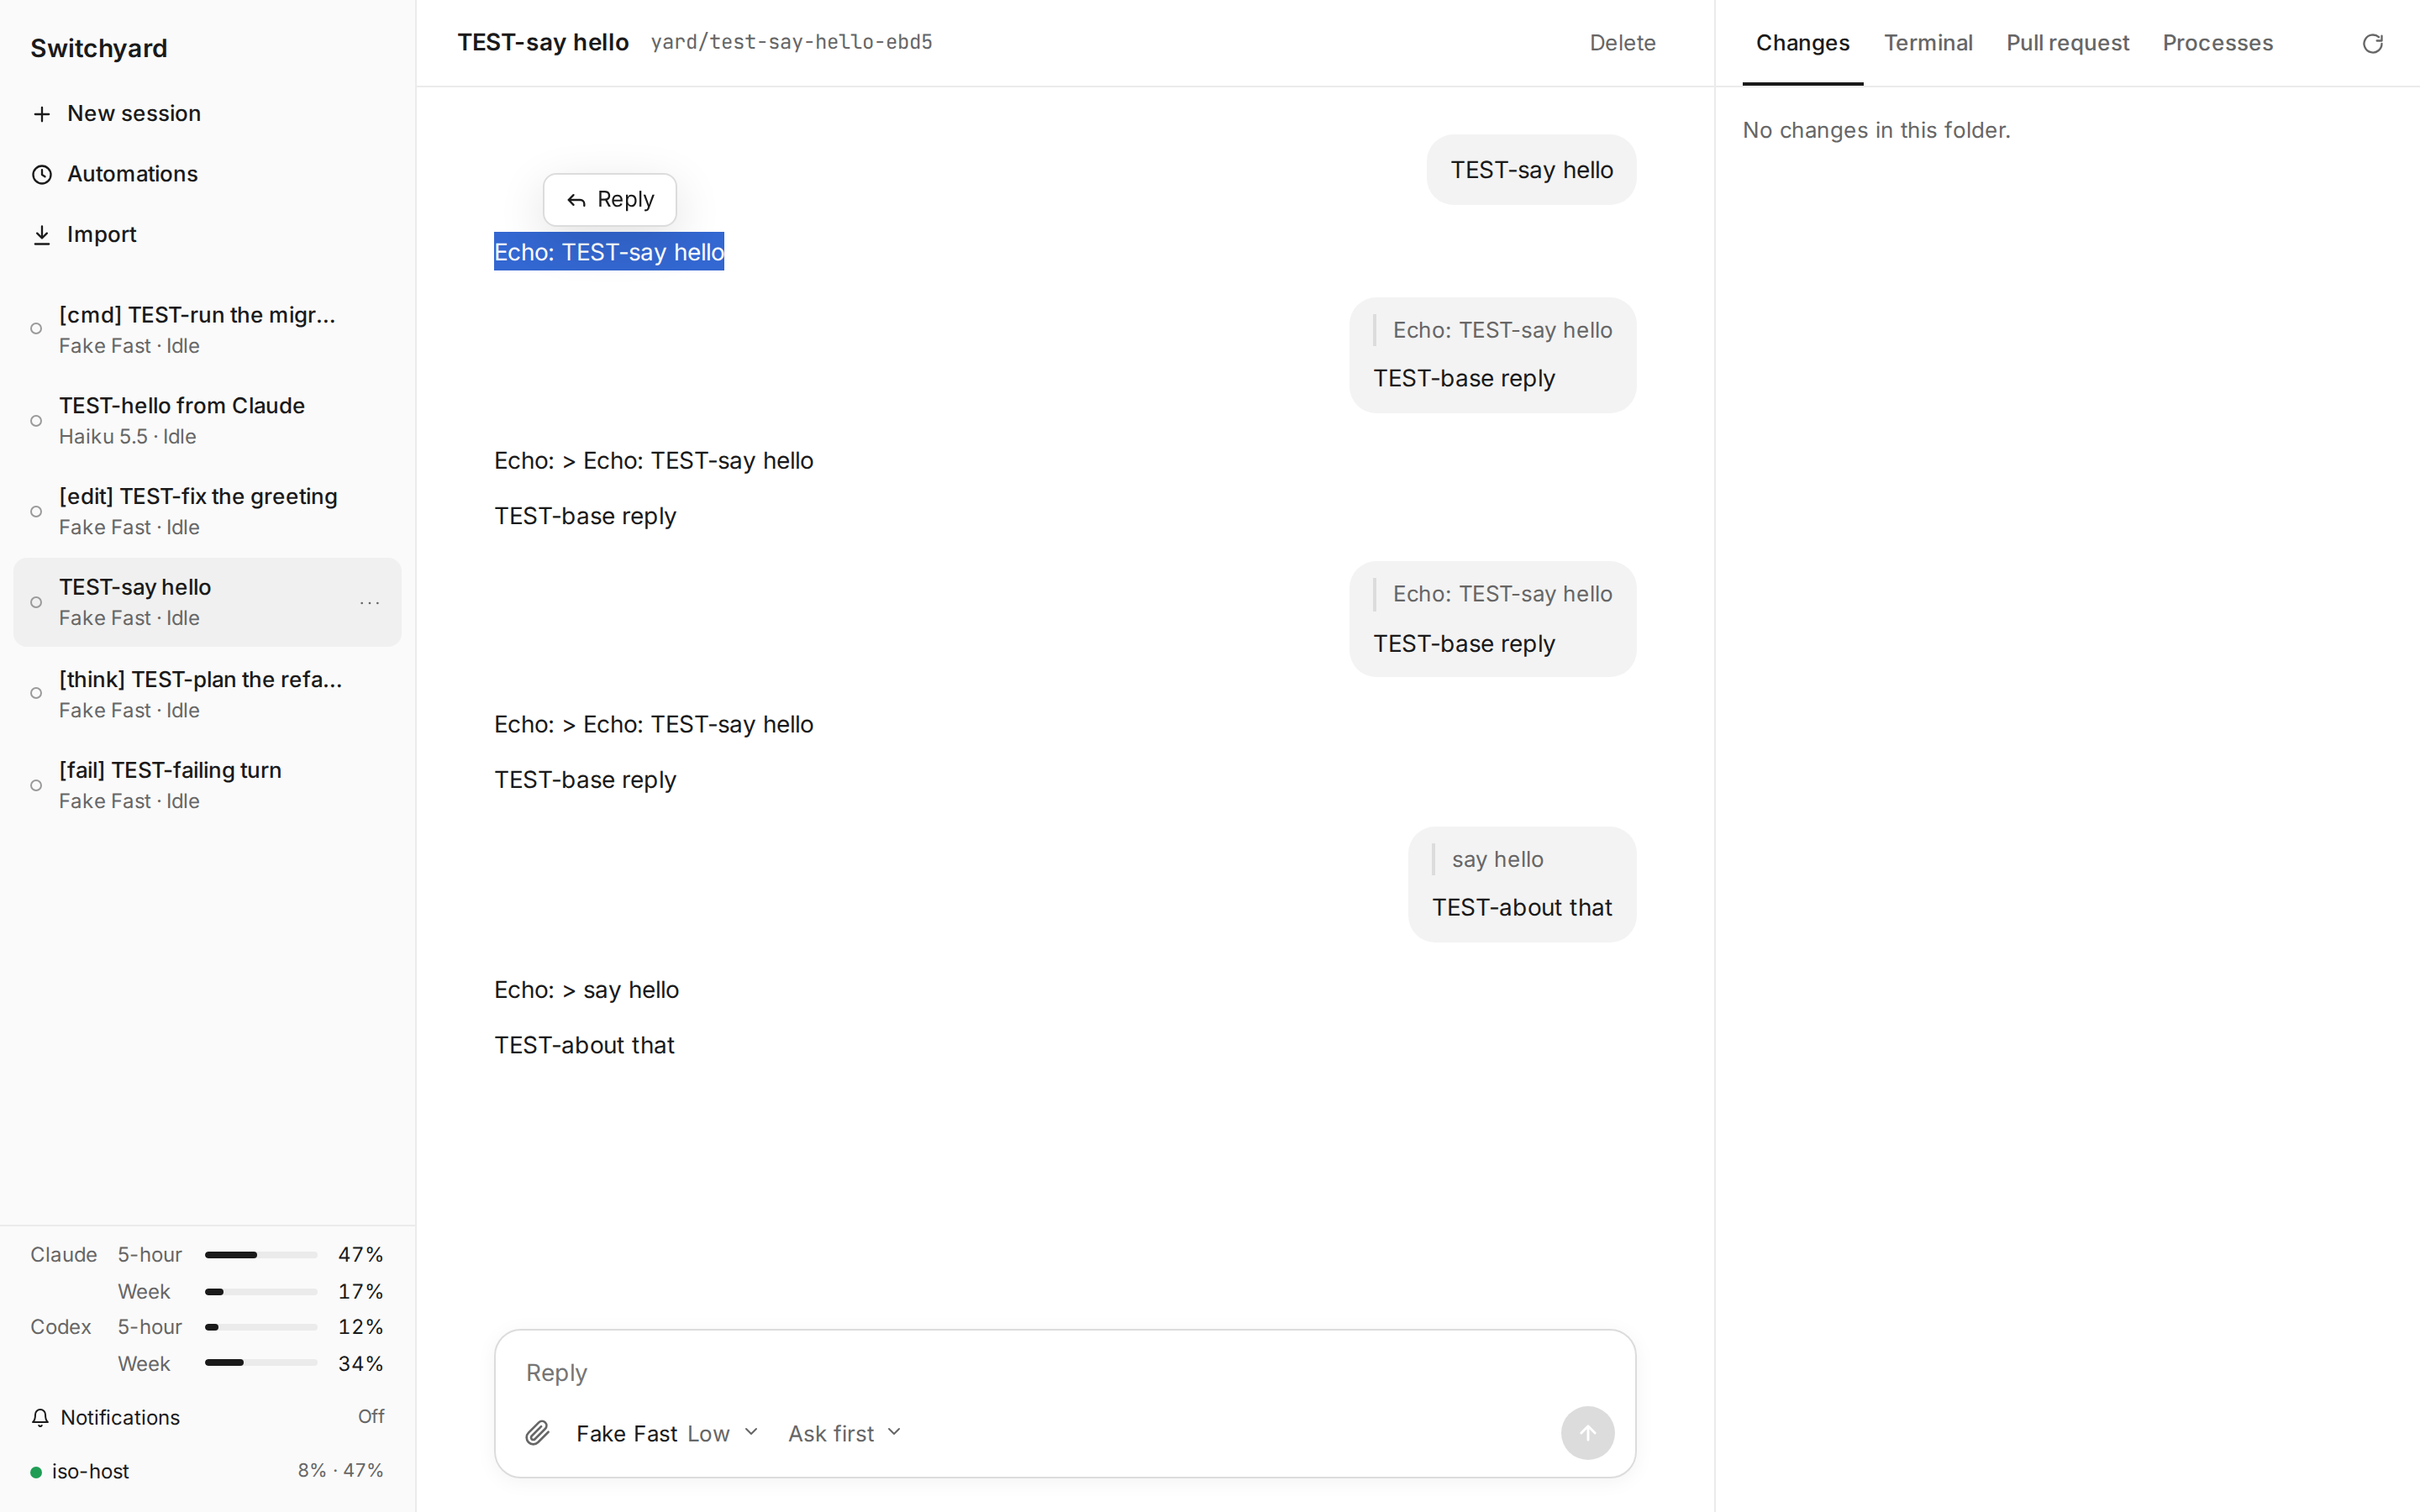 Switchyard
New session
Automations
Import
[cmd] TEST-run the migr...
Fake Fast · Idle
TEST-hello from Claude
Haiku 5.5 · Idle
[edit] TEST-fix the greeting
Fake Fast · Idle
TEST-say hello
Fake Fast · Idle
...
[think] TEST-plan the refa...
Fake Fast · Idle
[fail] TEST-failing turn
Fake Fast · Idle
Claude 5-hour 47%
Week 17%
Codex 5-hour 12%
Week 34%
Notifications Off
iso-host 8% · 47%
TEST-say hello yard/test-say-hello-ebd5 Delete
TEST-say hello
Reply
Echo: TEST-say hello
Echo: TEST-say hello
TEST-base reply
Echo: > Echo: TEST-say hello
TEST-base reply
Echo: TEST-say hello
TEST-base reply
Echo: > Echo: TEST-say hello
TEST-base reply
say hello
TEST-about that
Echo: > say hello
TEST-about that
Reply
Fake Fast Low Ask first
Changes Terminal Pull request Processes
No changes in this folder.